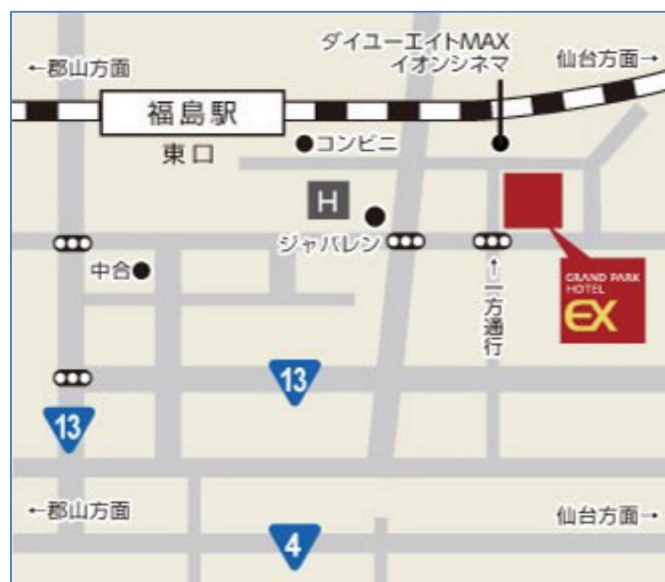 ダイユーエイトMAX
イオンシネマ
←郡山方面
仙台方面→
福島駅
東口
コンビニ
H
ジャパレン
中合
↑一方通行
GRAND PARK
HOTEL
EX
13
13
←郡山方面
仙台方面→
4